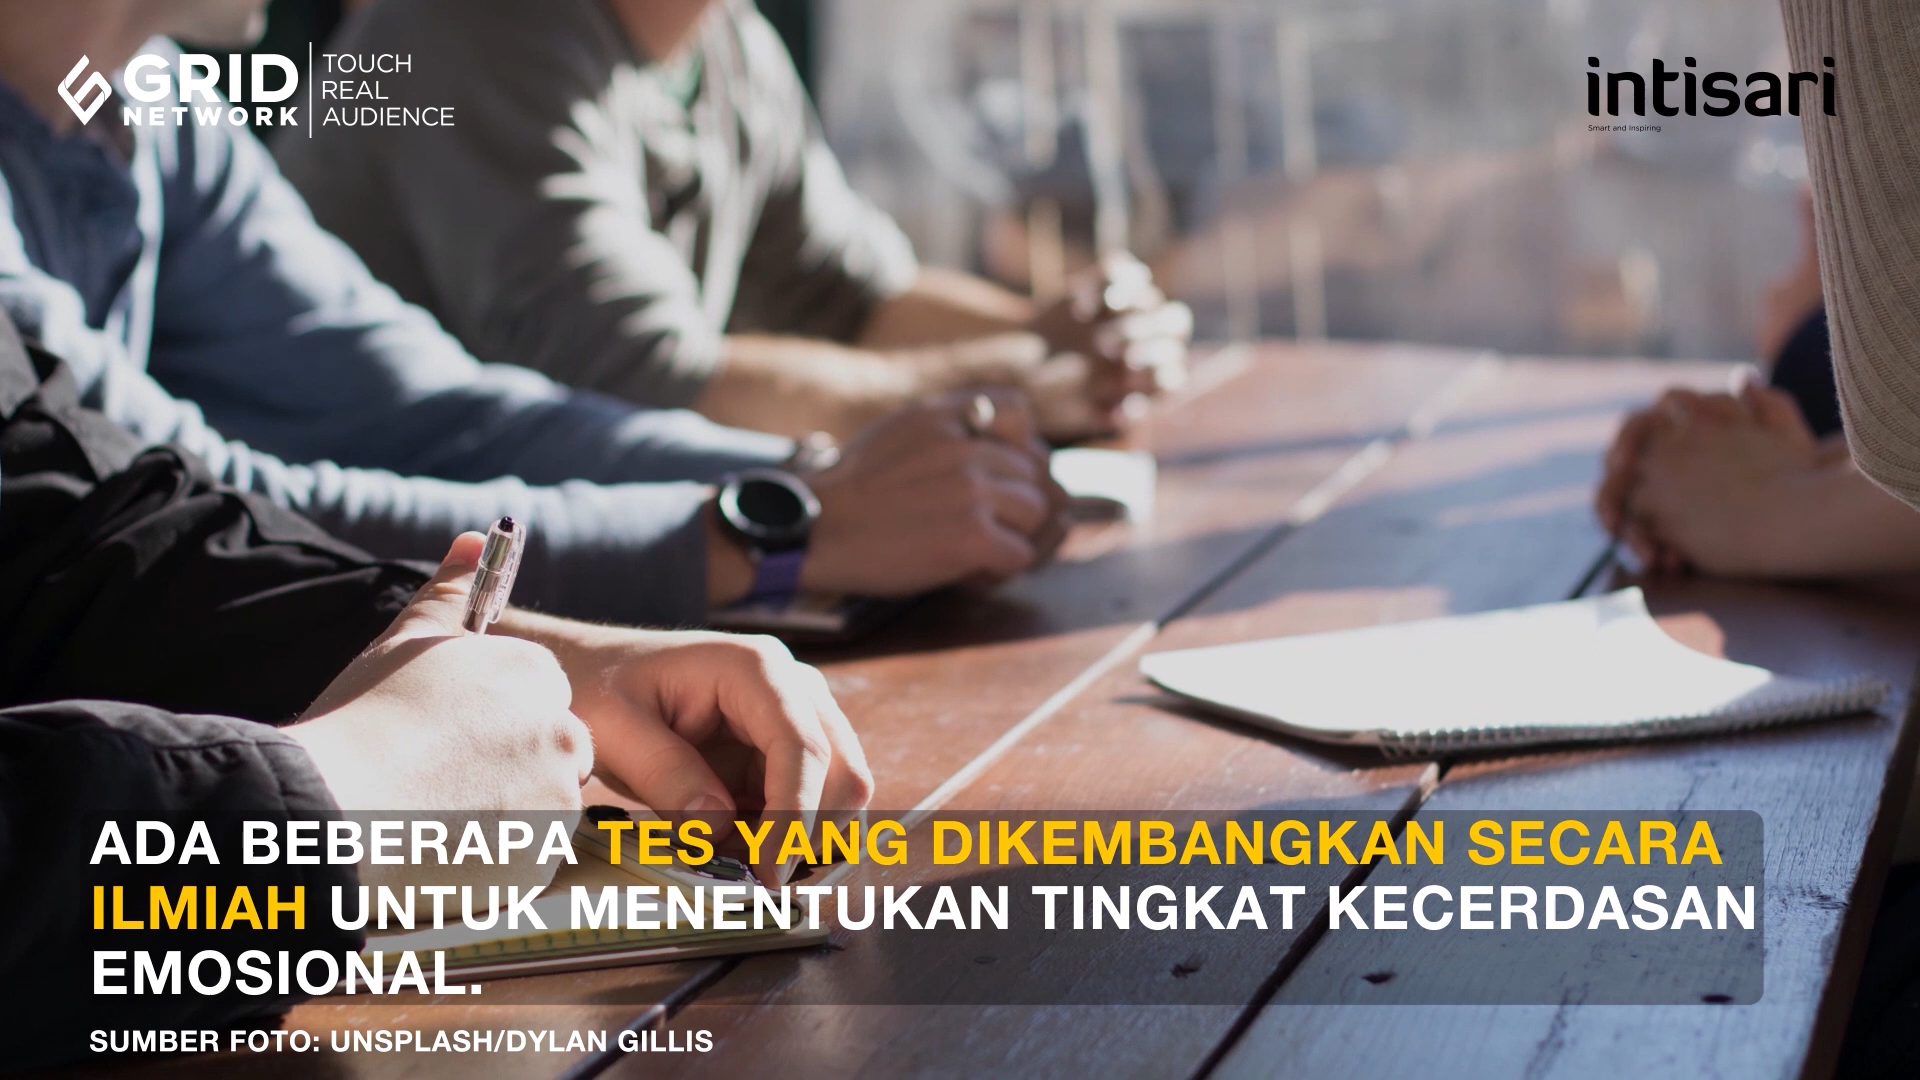 GRID
NETWORK
TOUCH
REAL
AUDIENCE
intisari
Smart and Inspiring
ADA BEBERAPA TES YANG DIKEMBANGKAN SECARA
ILMIAH UNTUK MENENTUKAN TINGKAT KECERDASAN
EMOSIONAL.
SUMBER FOTO: UNSPLASH/DYLAN GILLIS